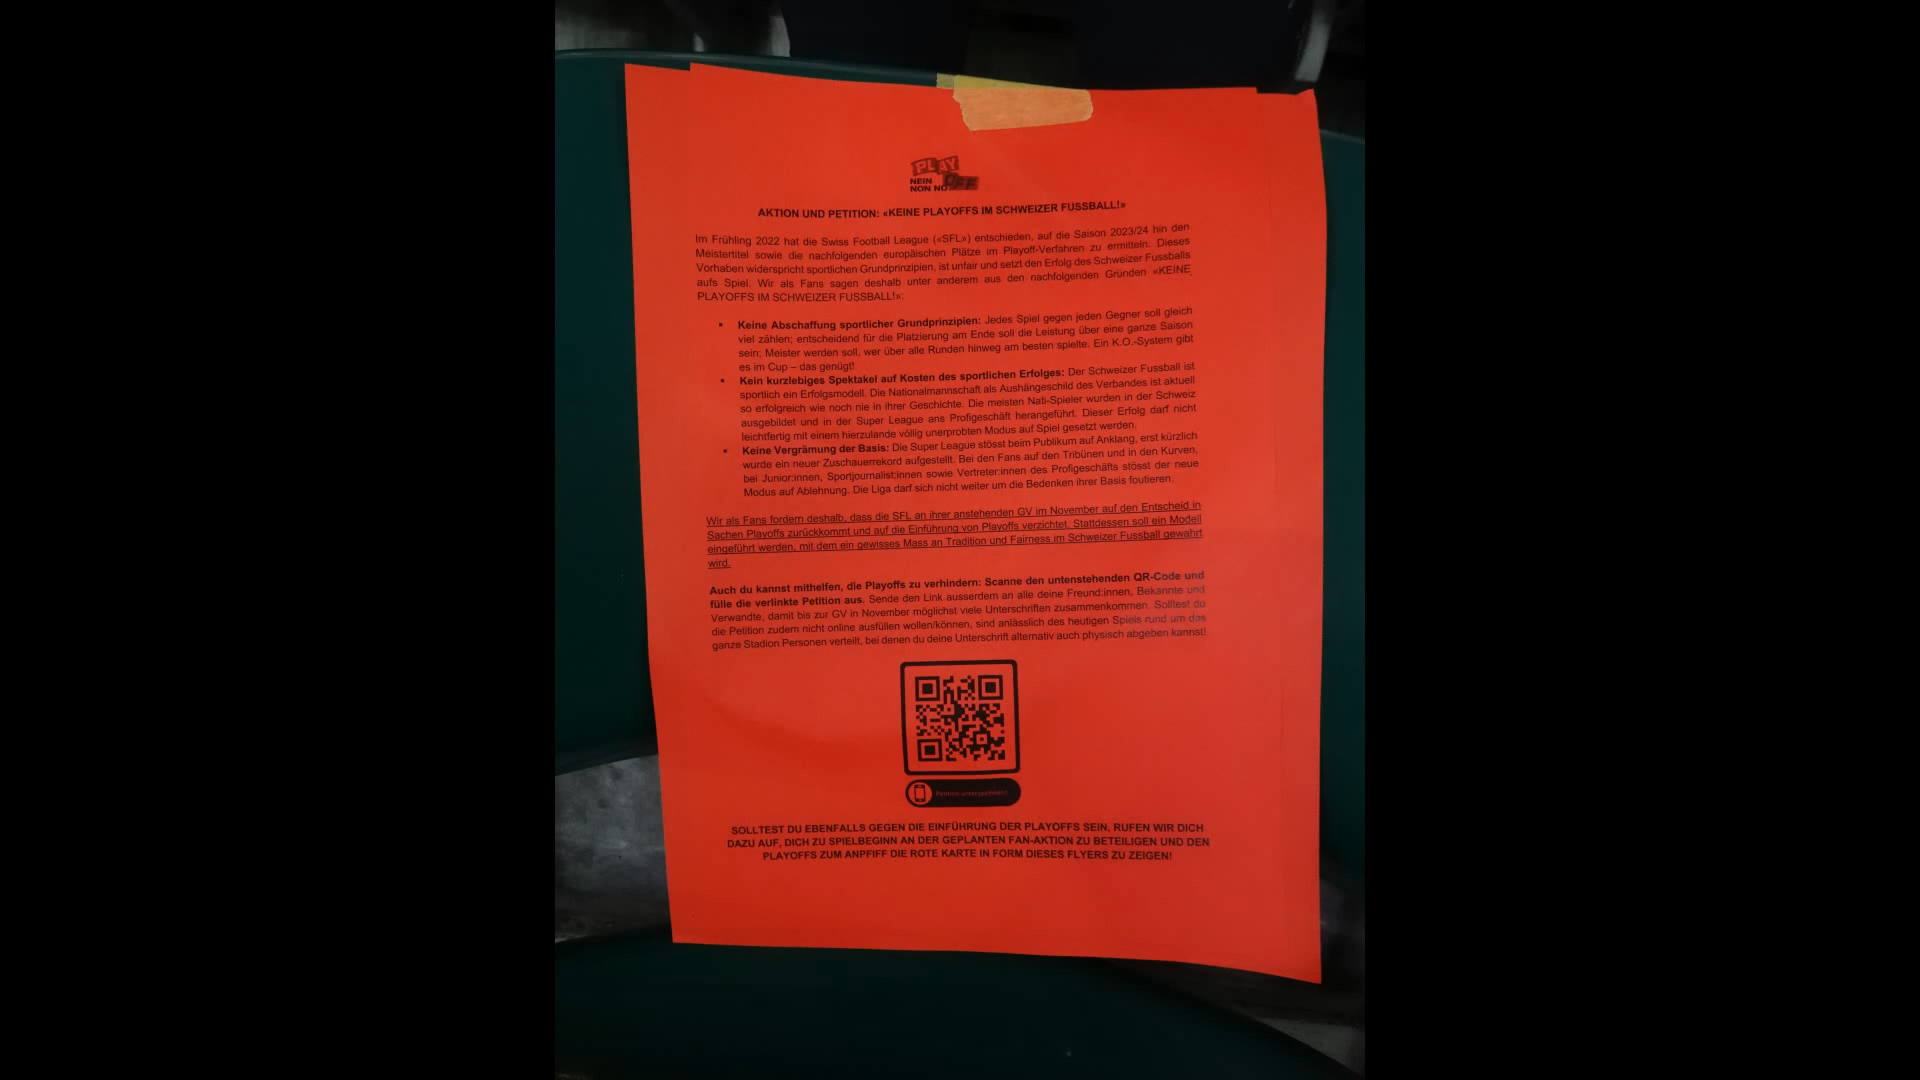 PLAY
NEIN OFF
NON NO
AKTION UND PETITION: «KEINE PLAYOFFS IM SCHWEIZER FUSSBALL!»
Im Frühling 2022 hat die Swiss Football League («SFL») entschieden, auf die Saison 2023/24 hin den
Meistertitel sowie die nachfolgenden europäischen Plätze im Playoff-Verfahren zu ermitteln. Dieses
Vorhaben widerspricht sportlichen Grundprinzipien, ist unfair und setzt den Erfolg des Schweizer Fussballs
aufs Spiel. Wir als Fans sagen deshalb unter anderem aus den nachfolgenden Gründen «KEINE
PLAYOFFS IM SCHWEIZER FUSSBALL!»:
▪ Keine Abschaffung sportlicher Grundprinzipien: Jedes Spiel gegen jeden Gegner soll gleich
viel zählen; entscheidend für die Platzierung am Ende soll die Leistung über eine ganze Saison
sein; Meister werden soll, wer über alle Runden hinweg am besten spielte. Ein K.O.-System gibt
es im Cup – das genügt!
▪ Kein kurzlebiges Spektakel auf Kosten des sportlichen Erfolges: Der Schweizer Fussball ist
sportlich ein Erfolgsmodell. Die Nationalmannschaft als Aushängeschild des Verbandes ist aktuell
so erfolgreich wie noch nie in ihrer Geschichte. Die meisten Nati-Spieler wurden in der Schweiz
ausgebildet und in der Super League ans Profigeschäft herangeführt. Dieser Erfolg darf nicht
leichtfertig mit einem hierzulande völlig unerprobten Modus auf Spiel gesetzt werden.
▪ Keine Vergrämung der Basis: Die Super League stösst beim Publikum auf Anklang, erst kürzlich
wurde ein neuer Zuschauerrekord aufgestellt. Bei den Fans auf den Tribünen und in den Kurven,
bei Junior:innen, Sportjournalist:innen sowie Vertreter:innen des Profigeschäfts stösst der neue
Modus auf Ablehnung. Die Liga darf sich nicht weiter um die Bedenken ihrer Basis foutieren.
Wir als Fans fordern deshalb, dass die SFL an ihrer anstehenden GV im November auf den Entscheid in
Sachen Playoffs zurückkommt und auf die Einführung von Playoffs verzichtet. Stattdessen soll ein Modell
eingeführt werden, mit dem ein gewisses Mass an Tradition und Fairness im Schweizer Fussball gewahrt
wird.
Auch du kannst mithelfen, die Playoffs zu verhindern: Scanne den untenstehenden QR-Code und
fülle die verlinkte Petition aus. Sende den Link ausserdem an alle deine Freund:innen, Bekannte und
Verwandte, damit bis zur GV in November möglichst viele Unterschriften zusammenkommen. Solltest du
die Petition zudem nicht online ausfüllen wollen/können, sind anlässlich des heutigen Spiels rund um das
ganze Stadion Personen verteilt, bei denen du deine Unterschrift alternativ auch physisch abgeben kannst!
Petition unterzeichnen!
SOLLTEST DU EBENFALLS GEGEN DIE EINFÜHRUNG DER PLAYOFFS SEIN, RUFEN WIR DICH
DAZU AUF, DICH ZU SPIELBEGINN AN DER GEPLANTEN FAN-AKTION ZU BETEILIGEN UND DEN
PLAYOFFS ZUM ANPFIFF DIE ROTE KARTE IN FORM DIESES FLYERS ZU ZEIGEN!